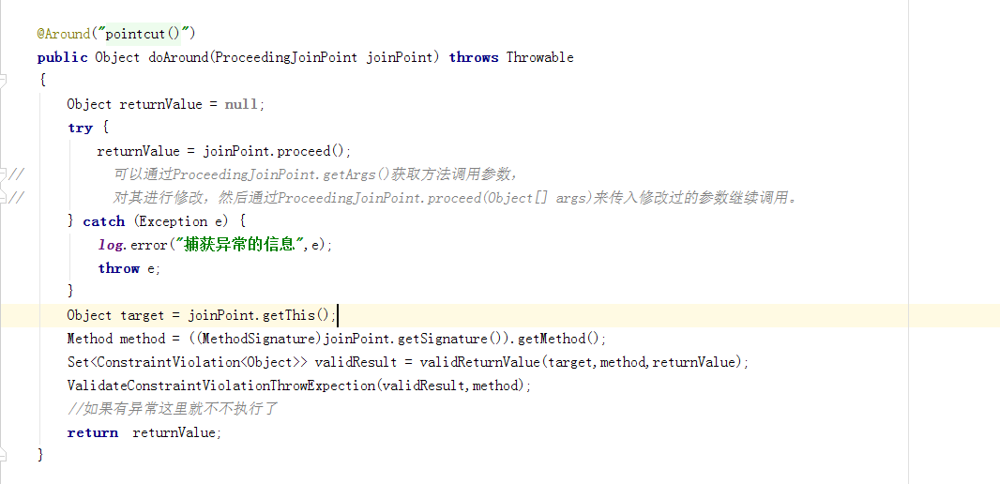 @Around("pointcut()")
public Object doAround(ProceedingJoinPoint joinPoint) throws Throwable
{
Object returnValue = null;
try {
returnValue = joinPoint.proceed();
// 可以通过ProceedingJoinPoint.getArgs()获取方法调用参数,
// 对其进行修改,然后通过ProceedingJoinPoint.proceed(Object[] args)来传入修改过的参数继续调用。
} catch (Exception e) {
log.error("捕获异常的信息",e);
throw e;
}
Object target = joinPoint.getThis();
Method method = ((MethodSignature)joinPoint.getSignature()).getMethod();
Set<ConstraintViolation<Object>> validResult = validReturnValue(target,method,returnValue);
ValidateConstraintViolationThrowExpection(validResult,method);
//如果有异常这里就不不执行了
return  returnValue;
}